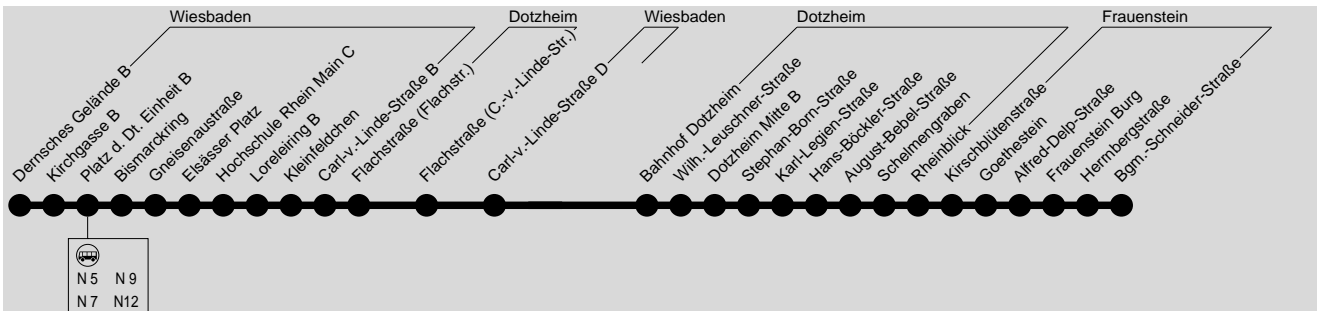 Wiesbaden
Dotzheim
Wiesbaden
Dotzheim
Frauenstein
Dernsches Gelände B
Kirchgasse B
Platz d. Dt. Einheit B
Bismarckring
Gneisenaustraße
Elsässer Platz
Hochschule Rhein Main C
Loreleiring B
Kleinfeldchen
Carl-v.-Linde-Straße B
Flachstraße (Flachstr.)
Flachstraße (C.-v.-Linde-Str.)
Carl-v.-Linde-Straße D
Bahnhof Dotzheim
Wilh.-Leuschner-Straße
Dotzheim Mitte B
Stephan-Born-Straße
Karl-Legien-Straße
Hans-Böckler-Straße
August-Bebel-Straße
Schelmengraben
Rheinblick
Kirschblütenstraße
Goethestein
Alfred-Delp-Straße
Frauenstein Burg
Herrnbergstraße
Bgm.-Schneider-Straße
N 5 N 9
N 7 N12